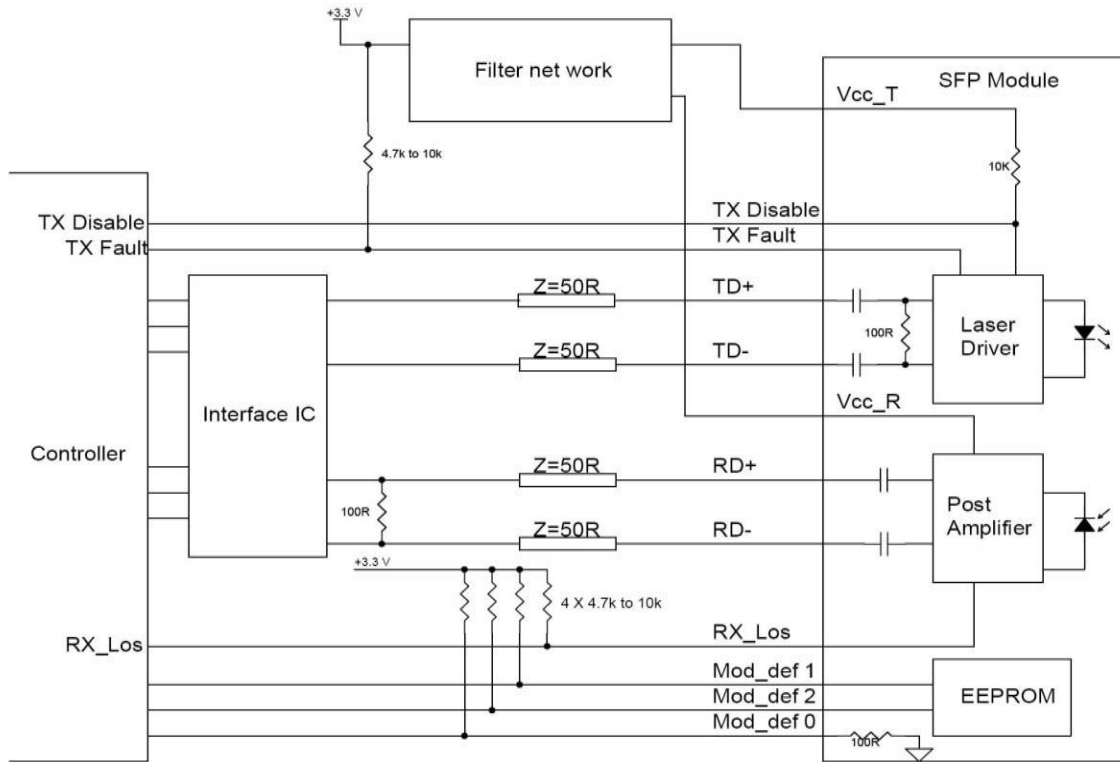 +3.3 V
Filter net work
SFP Module
Vcc_T
4.7k to 10k
10K
TX Disable
TX Disable
TX Fault
TX Fault
Z=50R
TD+
Laser
Driver
100R
Z=50R
TD-
Interface IC
Vcc_R
Controller
Z=50R
RD+
100R
Post
Amplifier
Z=50R
RD-
+3.3 V
4 X 4.7k to 10k
RX_Los
RX_Los
Mod_def 1
Mod_def 2
EEPROM
Mod_def 0
100R